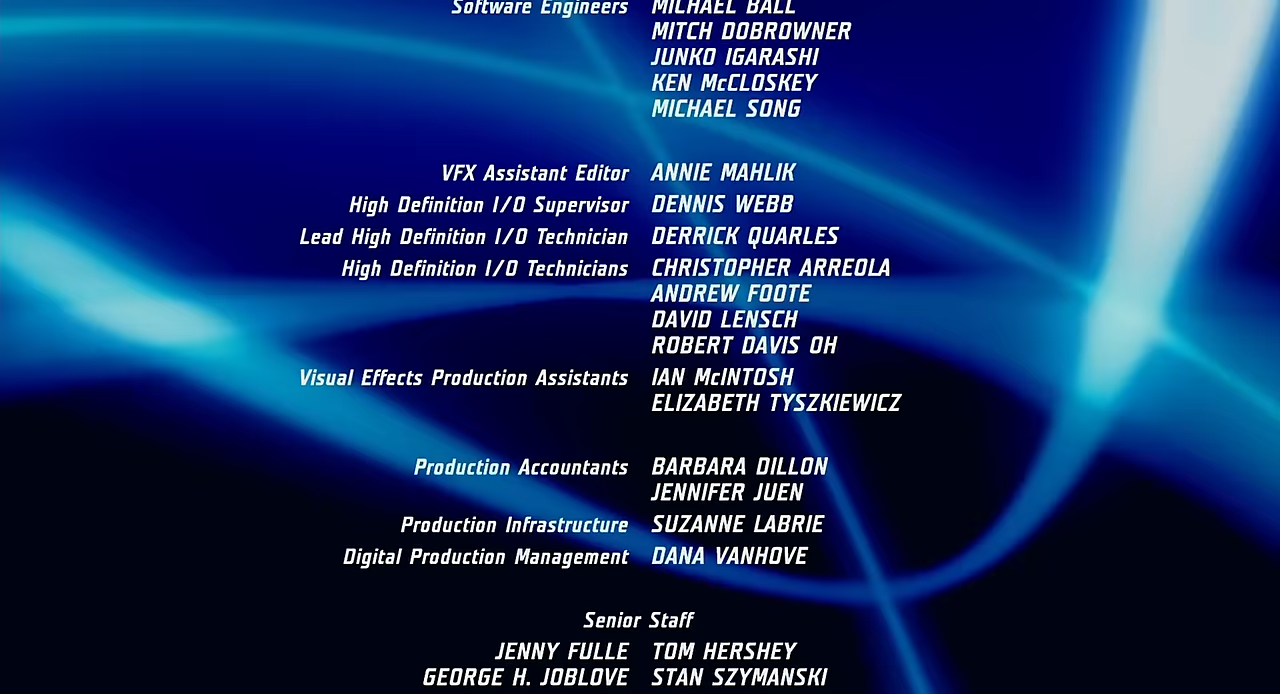 Software Engineers MICHAEL BALL
MITCH DOBROWNER
JUNKO IGARASHI
KEN McCLOSKEY
MICHAEL SONG
VFX Assistant Editor ANNIE MAHLIK
High Definition I/O Supervisor DENNIS WEBB
Lead High Definition I/O Technician DERRICK QUARLES
High Definition I/O Technicians CHRISTOPHER ARREOLA
ANDREW FOOTE
DAVID LENSCH
ROBERT DAVIS OH
Visual Effects Production Assistants IAN McINTOSH
ELIZABETH TYSZKIEWICZ
Production Accountants BARBARA DILLON
JENNIFER JUEN
Production Infrastructure SUZANNE LABRIE
Digital Production Management DANA VANHOVE
Senior Staff
JENNY FULLE TOM HERSHEY
GEORGE H. JOBLOVE STAN SZYMANSKI